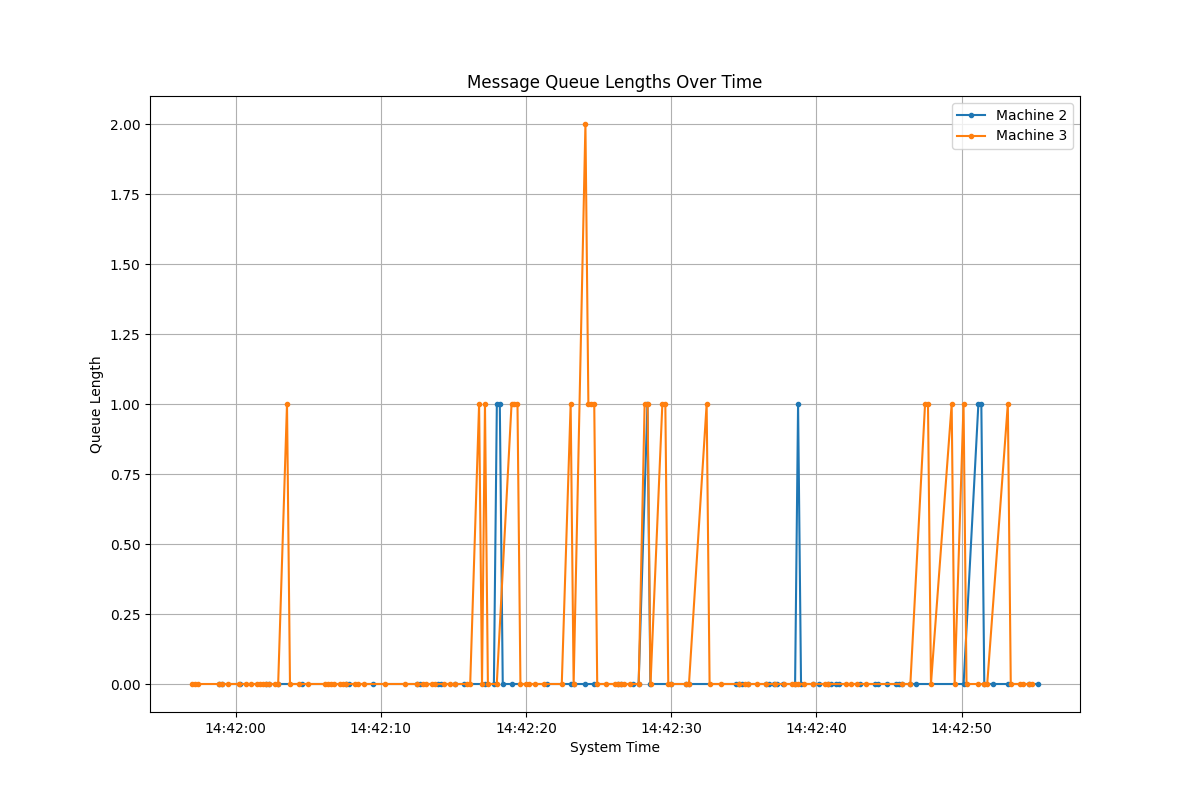 Message Queue Lengths Over Time
Machine 2
Machine 3
Queue Length
2.00
1.75
1.50
1.25
1.00
0.75
0.50
0.25
0.00
14:42:00 14:42:10 14:42:20 14:42:30 14:42:40 14:42:50
System Time